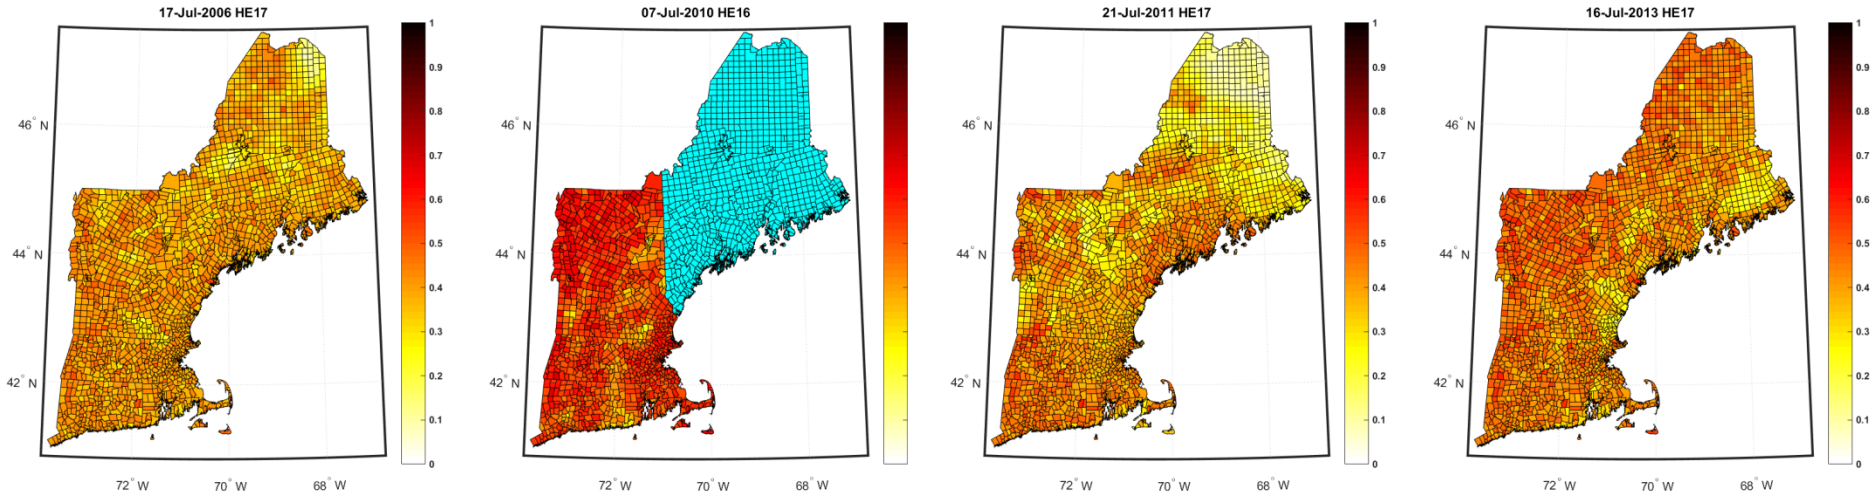 17-Jul-2006 HE17
1
0.9
0.8
0.7
0.6
0.5
0.4
0.3
0.2
0.1
0
46° N
44° N
42° N
72° W
70° W
68° W
07-Jul-2010 HE16
46° N
44° N
42° N
72° W
70° W
68° W
21-Jul-2011 HE17
1
0.9
0.8
0.7
0.6
0.5
0.4
0.3
0.2
0.1
0
46° N
44° N
42° N
72° W
70° W
68° W
16-Jul-2013 HE17
1
0.9
0.8
0.7
0.6
0.5
0.4
0.3
0.2
0.1
0
46° N
44° N
42° N
72° W
70° W
68° W